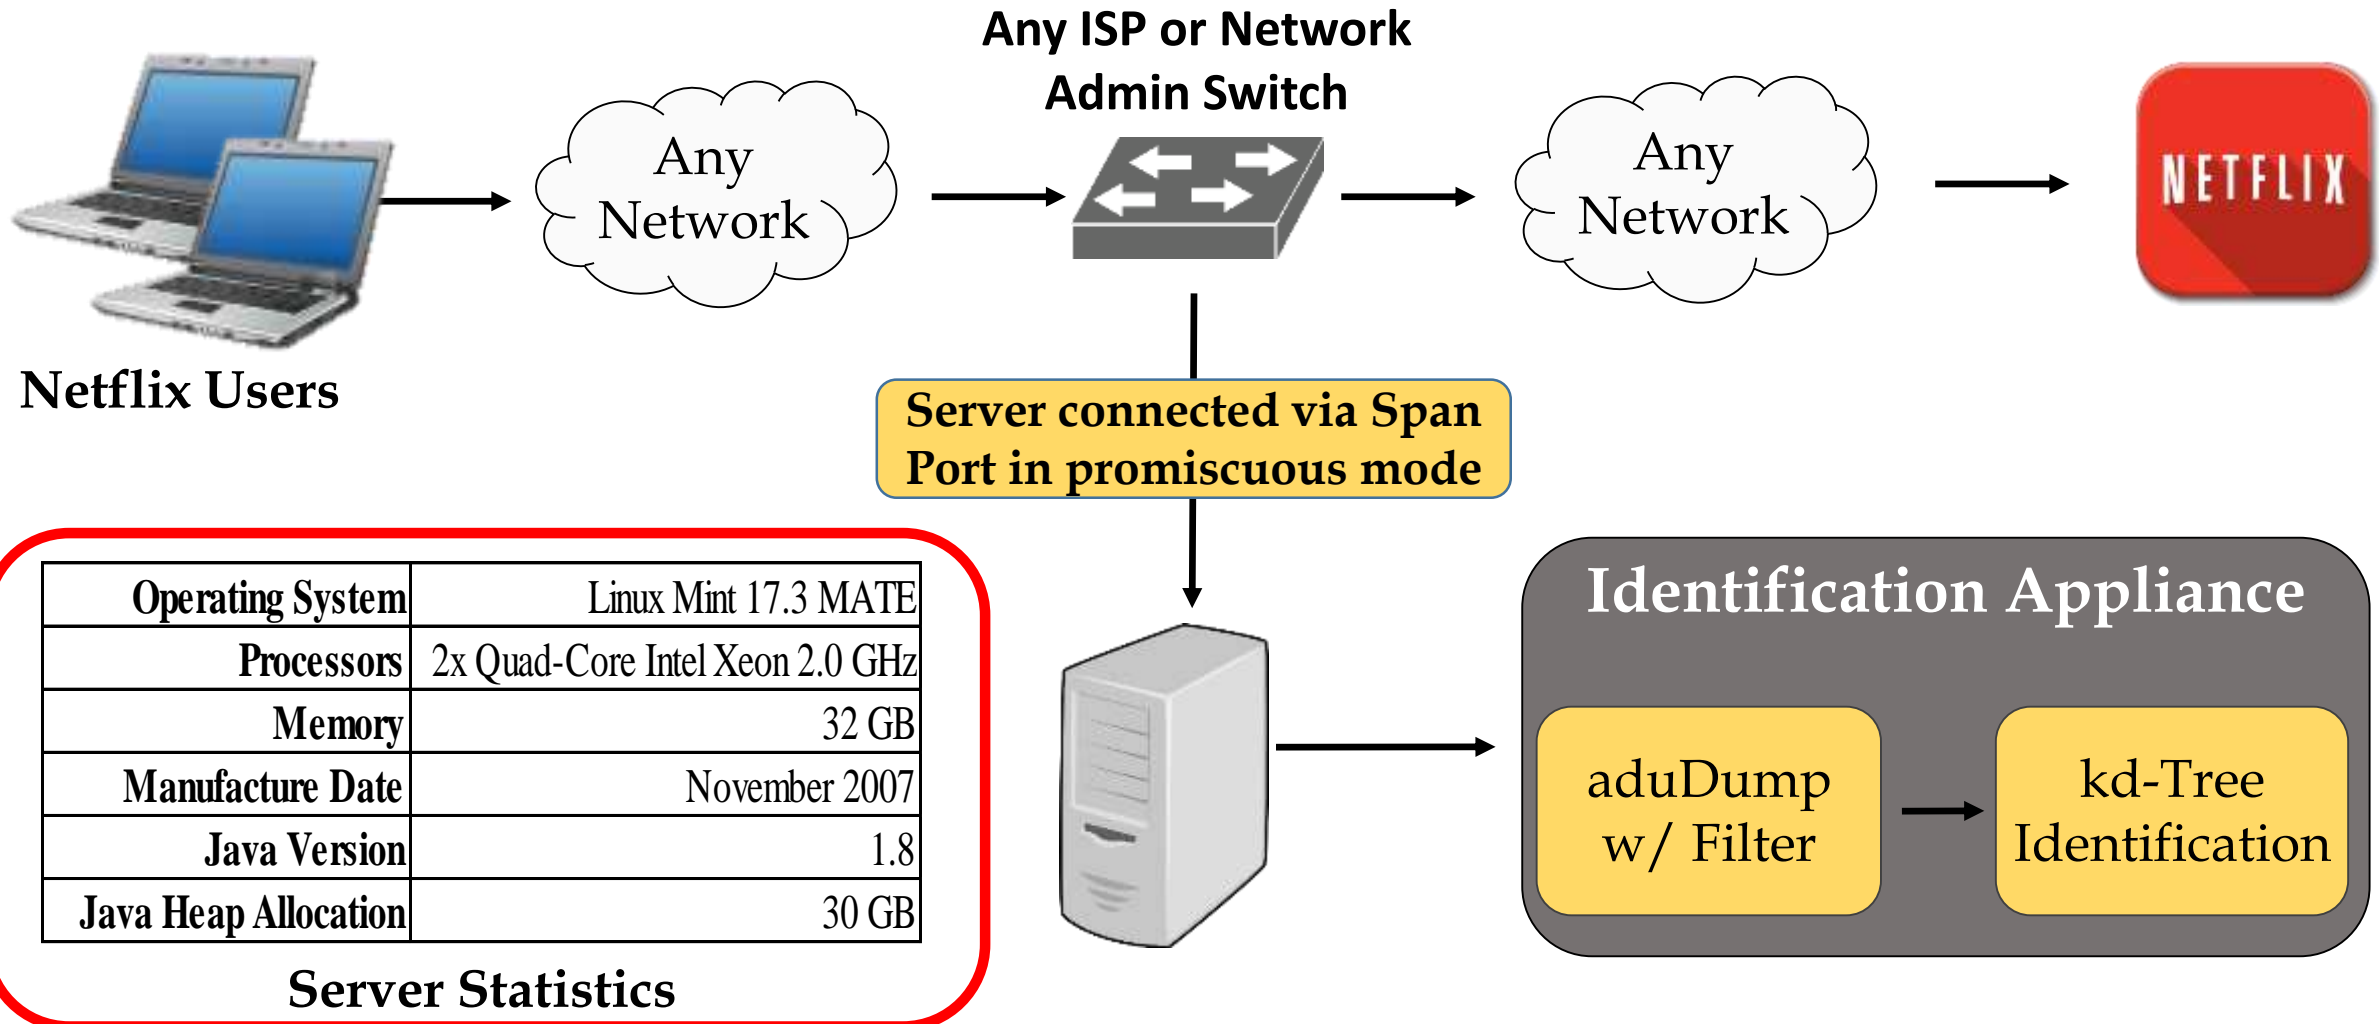 Any ISP or Network
Admin Switch
Any
Network
Any
Network
NETFLIX
Netflix Users
Server connected via Span
Port in promiscuous mode
Operating System Linux Mint 17.3 MATE
Processors 2x Quad-Core Intel Xeon 2.0 GHz
Memory 32 GB
Manufacture Date November 2007
Java Version 1.8
Java Heap Allocation 30 GB
Server Statistics
Identification Appliance
aduDump
w/ Filter
kd-Tree
Identification